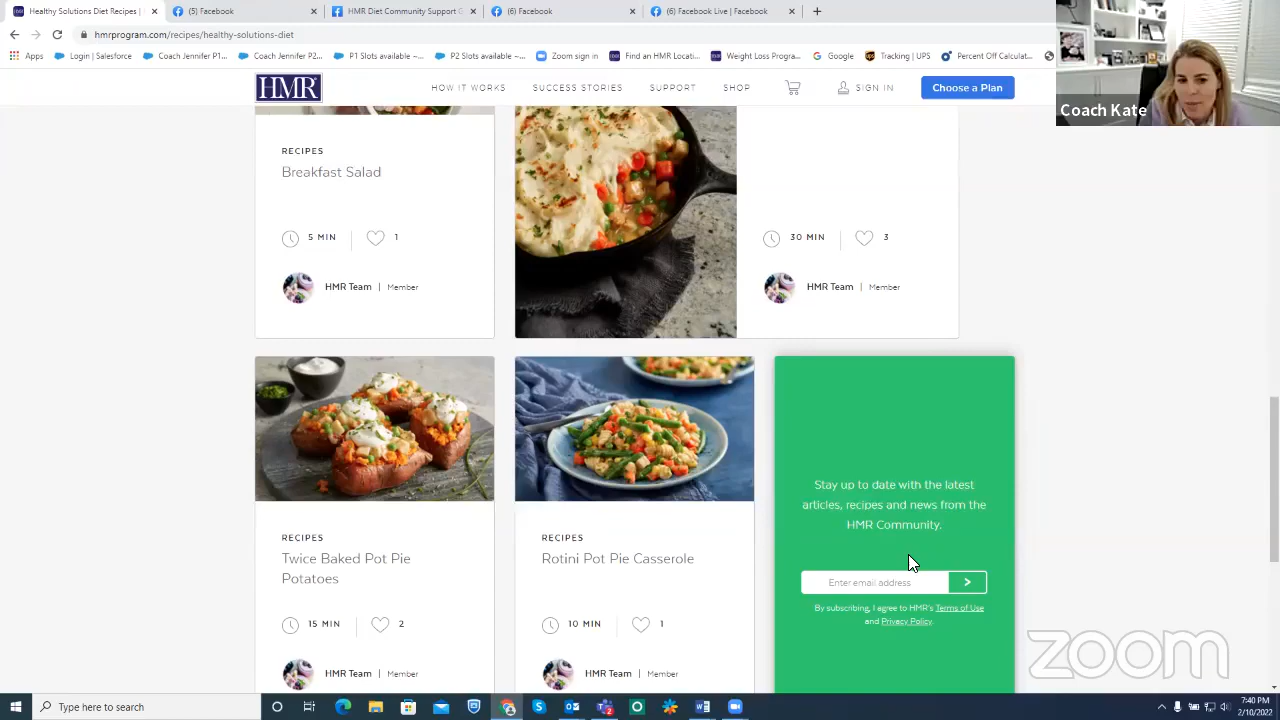 Healthy Solutions Diet Recipes |
(5) Facebook
HMR Diet Community Support G
(6) Facebook
(6) Facebook Live | Facebook
hmrprogram.com/recipes/healthy-solutions-diet
Apps
Login - Salesforce
Coach Jennifer P1...
Coach Jennifer P2...
P1 Spots available -...
P2 Spots available -...
Zoom sign in
Find an HMR Locati...
Weight Loss Prod...
Google
Tracking | UPS
Percent Off Calculat...
HMR
HOW IT WORKS
SUCCESS STORIES
SUPPORT
SHOP
SIGN IN
Choose a Plan
Coach Kate
RECIPES
Breakfast Salad
5 MIN
1
30 MIN
3
HMR Team | Member
HMR Team | Member
Stay up to date with the latest
articles, recipes and news from the
HMR Community.
Enter email address
>
By subscribing, I agree to HMR's Terms of Use
and Privacy Policy.
RECIPES
Twice Baked Pot Pie
Potatoes
RECIPES
Rotini Pot Pie Casserole
15 MIN
2
10 MIN
1
HMR Team | Member
HMR Team | Member
zoom
Type here to search
7:40 PM
2/10/2022